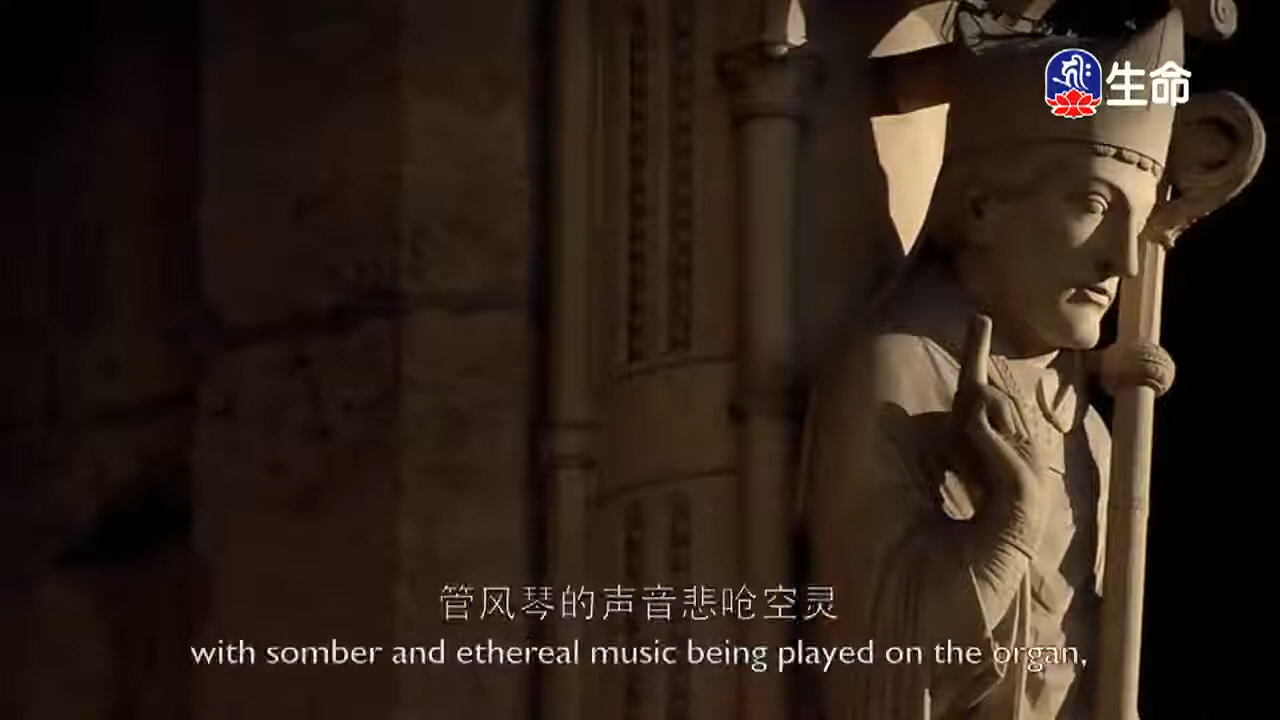 生命
管风琴的声音悲呛空灵
with somber and ethereal music being played on the organ,